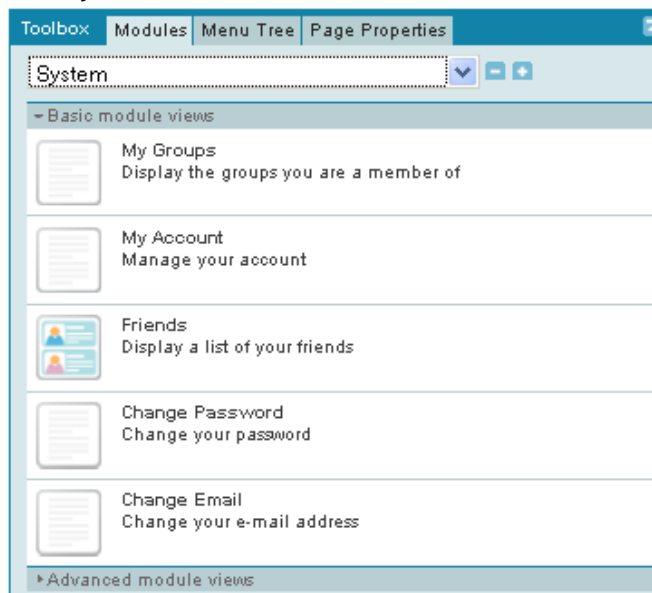 Toolbox Modules Menu Tree Page Properties
System
Basic module views
My Groups
Display the groups you are a member of
My Account
Manage your account
Friends
Display a list of your friends
Change Password
Change your password
Change Email
Change your e-mail address
Advanced module views